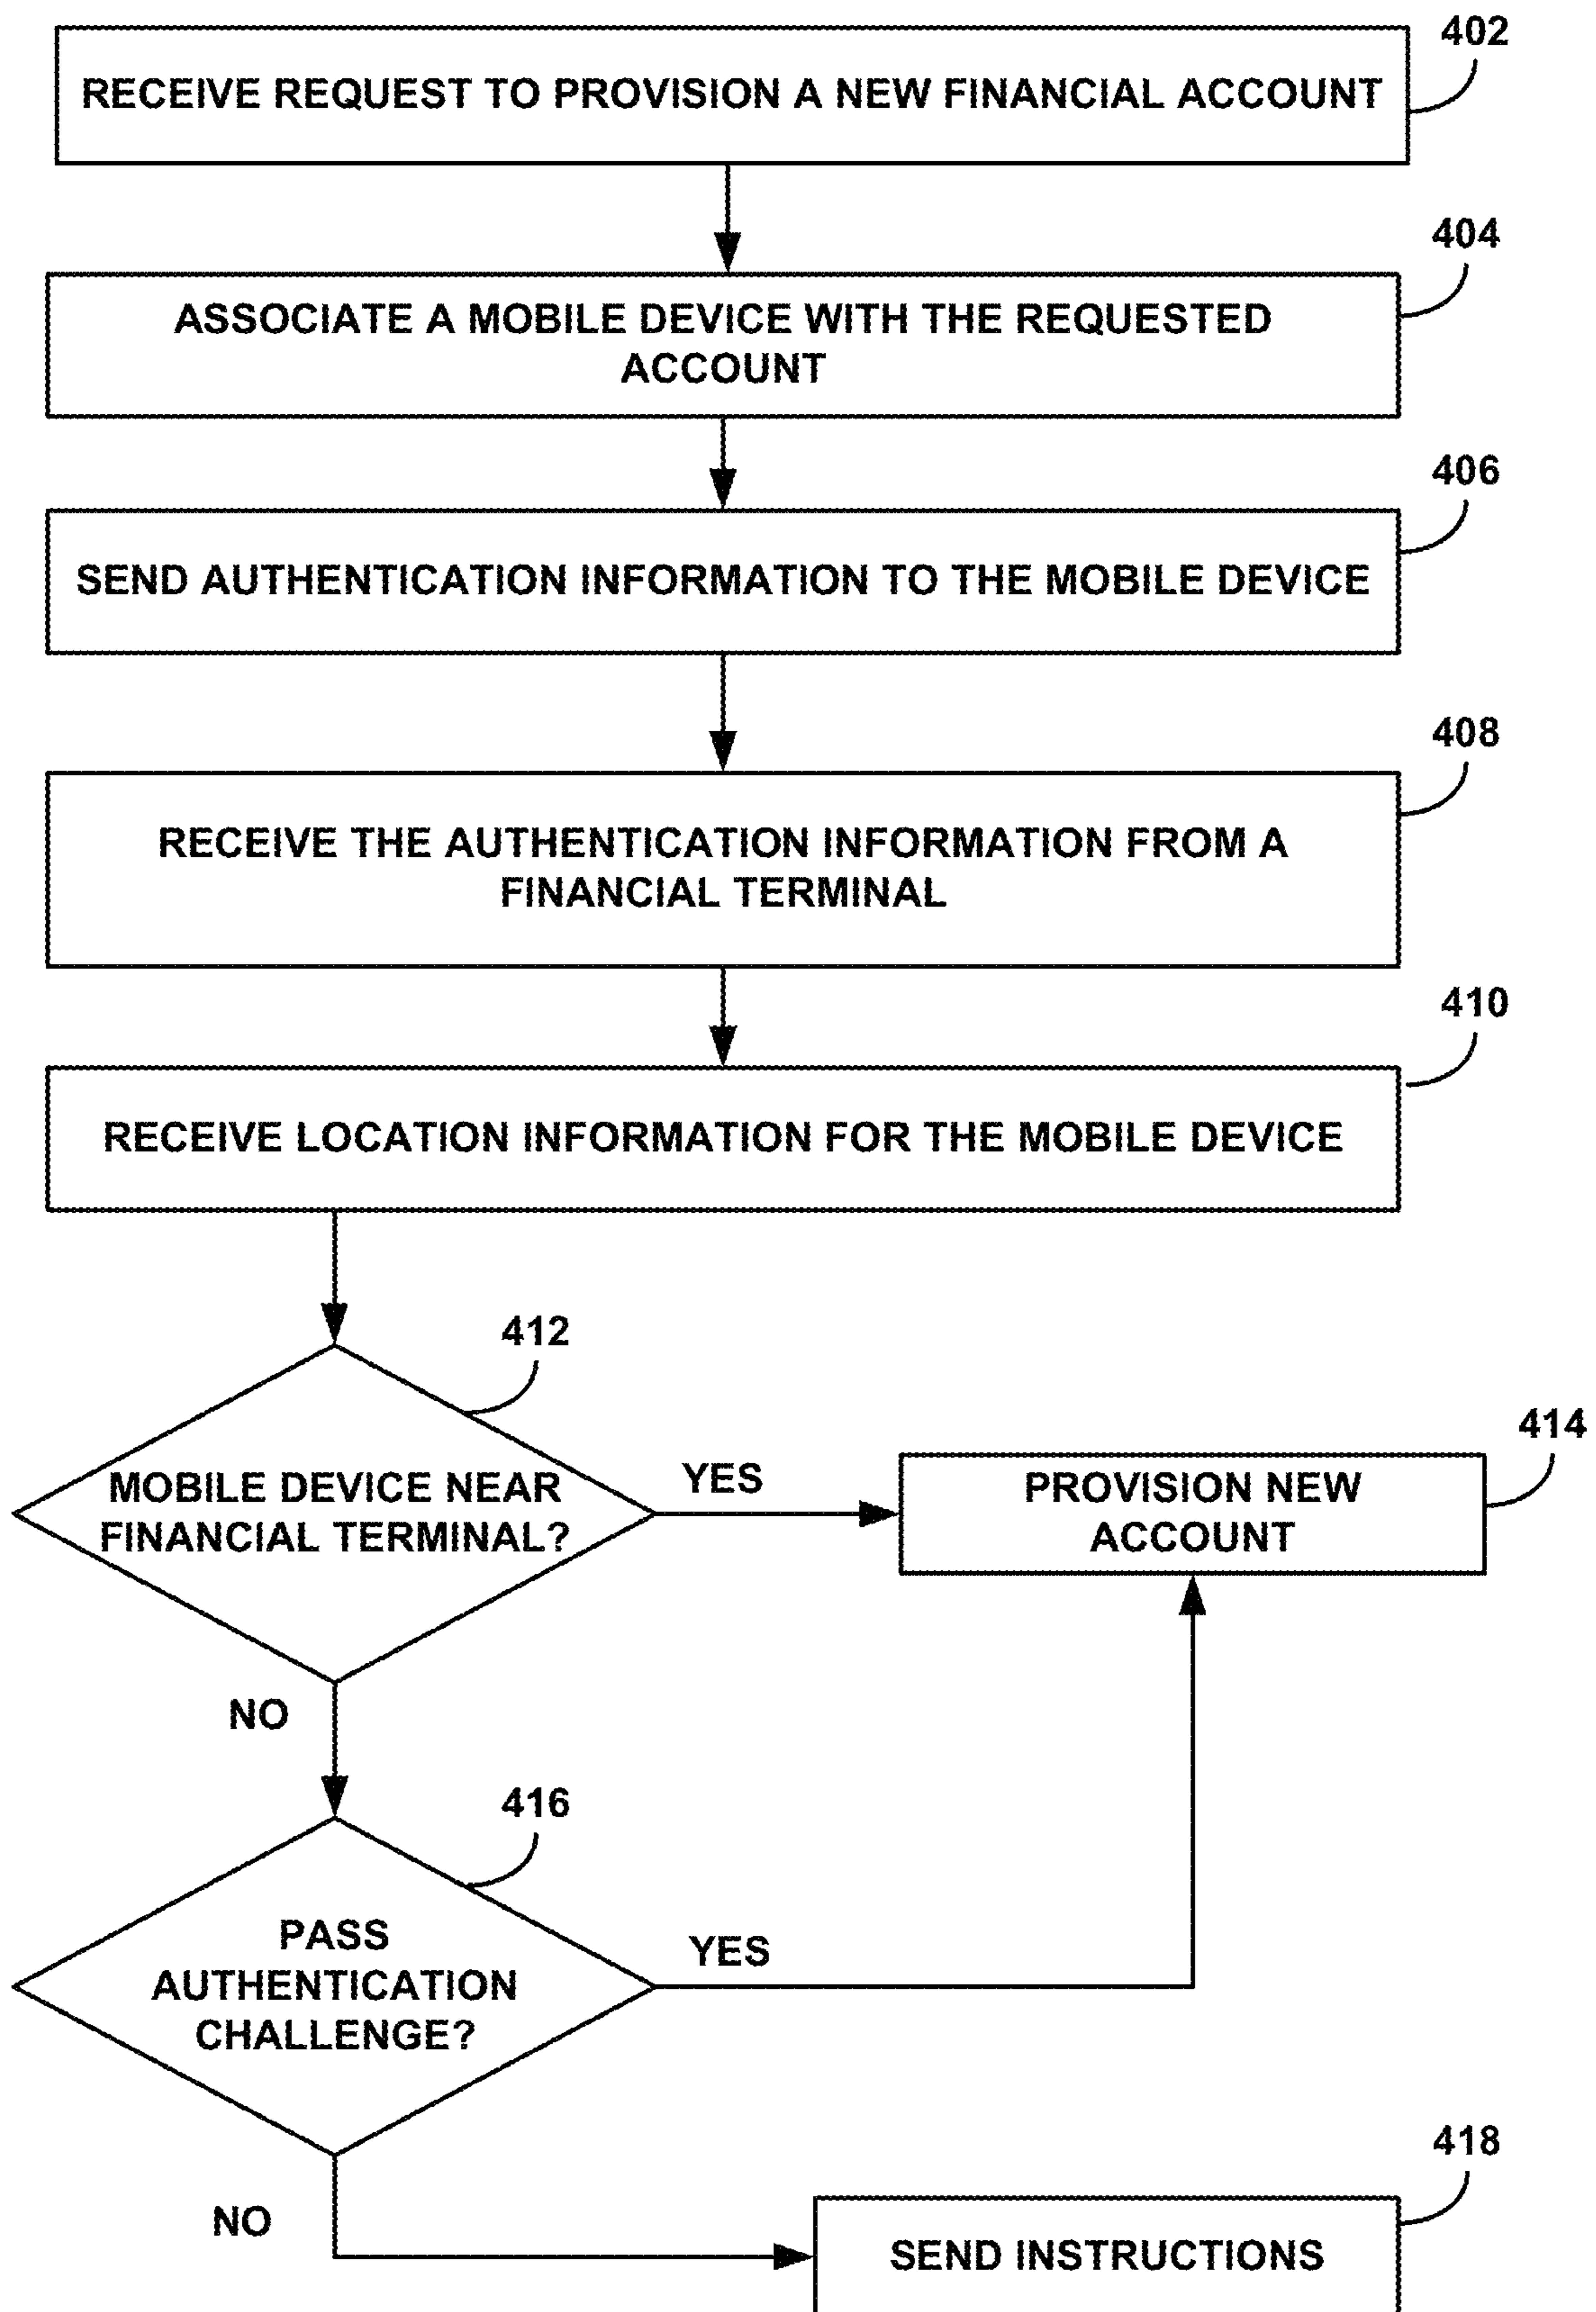 402
RECEIVE REQUEST TO PROVISION A NEW FINANCIAL ACCOUNT
404
ASSOCIATE A MOBILE DEVICE WITH THE REQUESTED
ACCOUNT
406
SEND AUTHENTICATION INFORMATION TO THE MOBILE DEVICE
408
RECEIVE THE AUTHENTICATION INFORMATION FROM A
FINANCIAL TERMINAL
410
RECEIVE LOCATION INFORMATION FOR THE MOBILE DEVICE
412
MOBILE DEVICE NEAR
FINANCIAL TERMINAL?
YES
414
PROVISION NEW
ACCOUNT
NO
416
PASS
AUTHENTICATION
CHALLENGE?
YES
NO
418
SEND INSTRUCTIONS